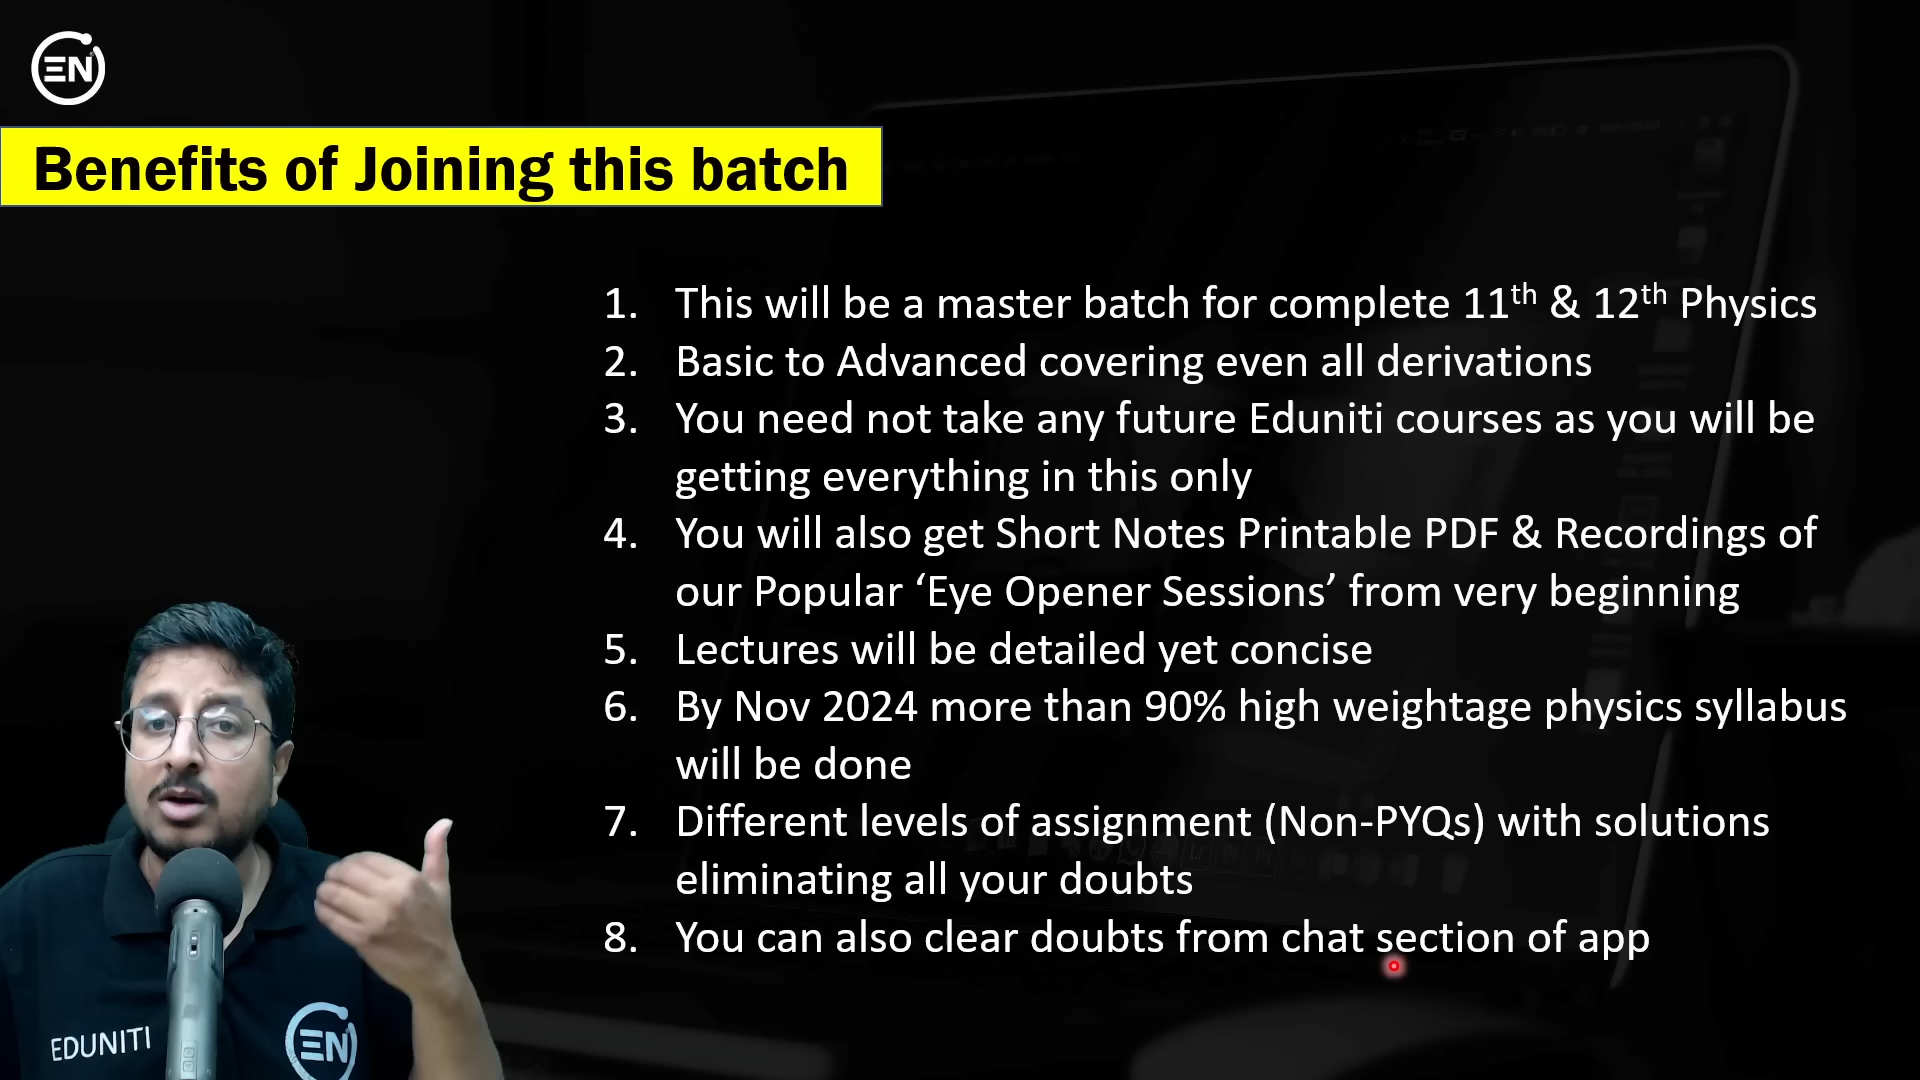 EN
Benefits of Joining this batch
1. This will be a master batch for complete 11th & 12th Physics
2. Basic to Advanced covering even all derivations
3. You need not take any future Eduniti courses as you will be
getting everything in this only
4. You will also get Short Notes Printable PDF & Recordings of
our Popular ‘Eye Opener Sessions’ from very beginning
5. Lectures will be detailed yet concise
6. By Nov 2024 more than 90% high weightage physics syllabus
will be done
7. Different levels of assignment (Non-PYQs) with solutions
eliminating all your doubts
8. You can also clear doubts from chat section of app
EDUNITI
EN